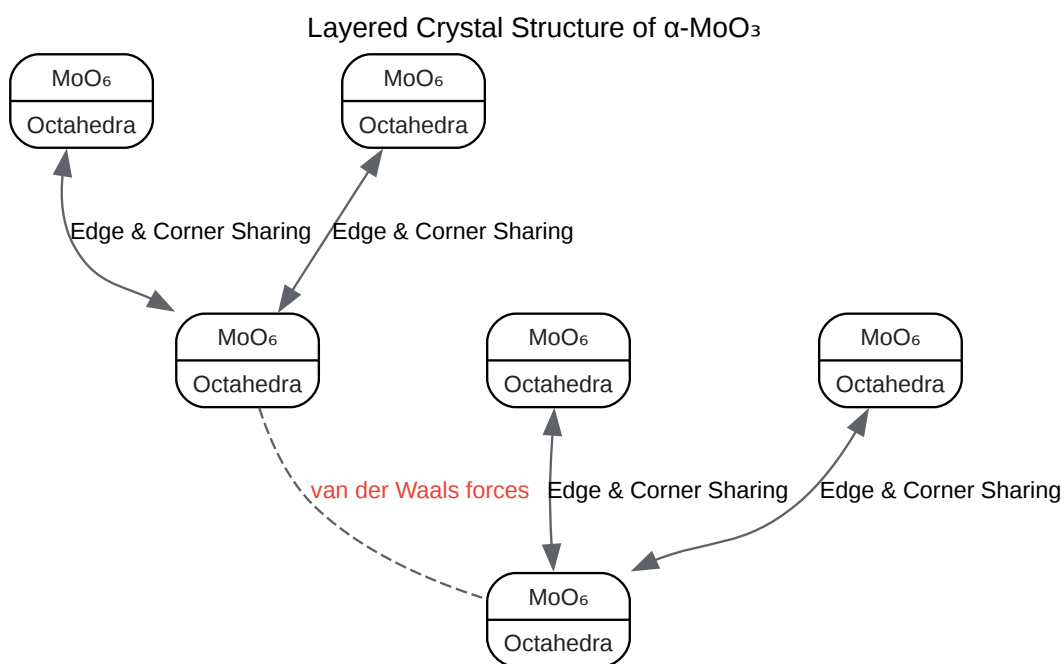 Layered Crystal Structure of α-MoO₃
MoO₆
Octahedra
MoO₆
Octahedra
Edge & Corner Sharing
Edge & Corner Sharing
MoO₆
Octahedra
MoO₆
Octahedra
MoO₆
Octahedra
van der Waals forces
Edge & Corner Sharing
Edge & Corner Sharing
MoO₆
Octahedra